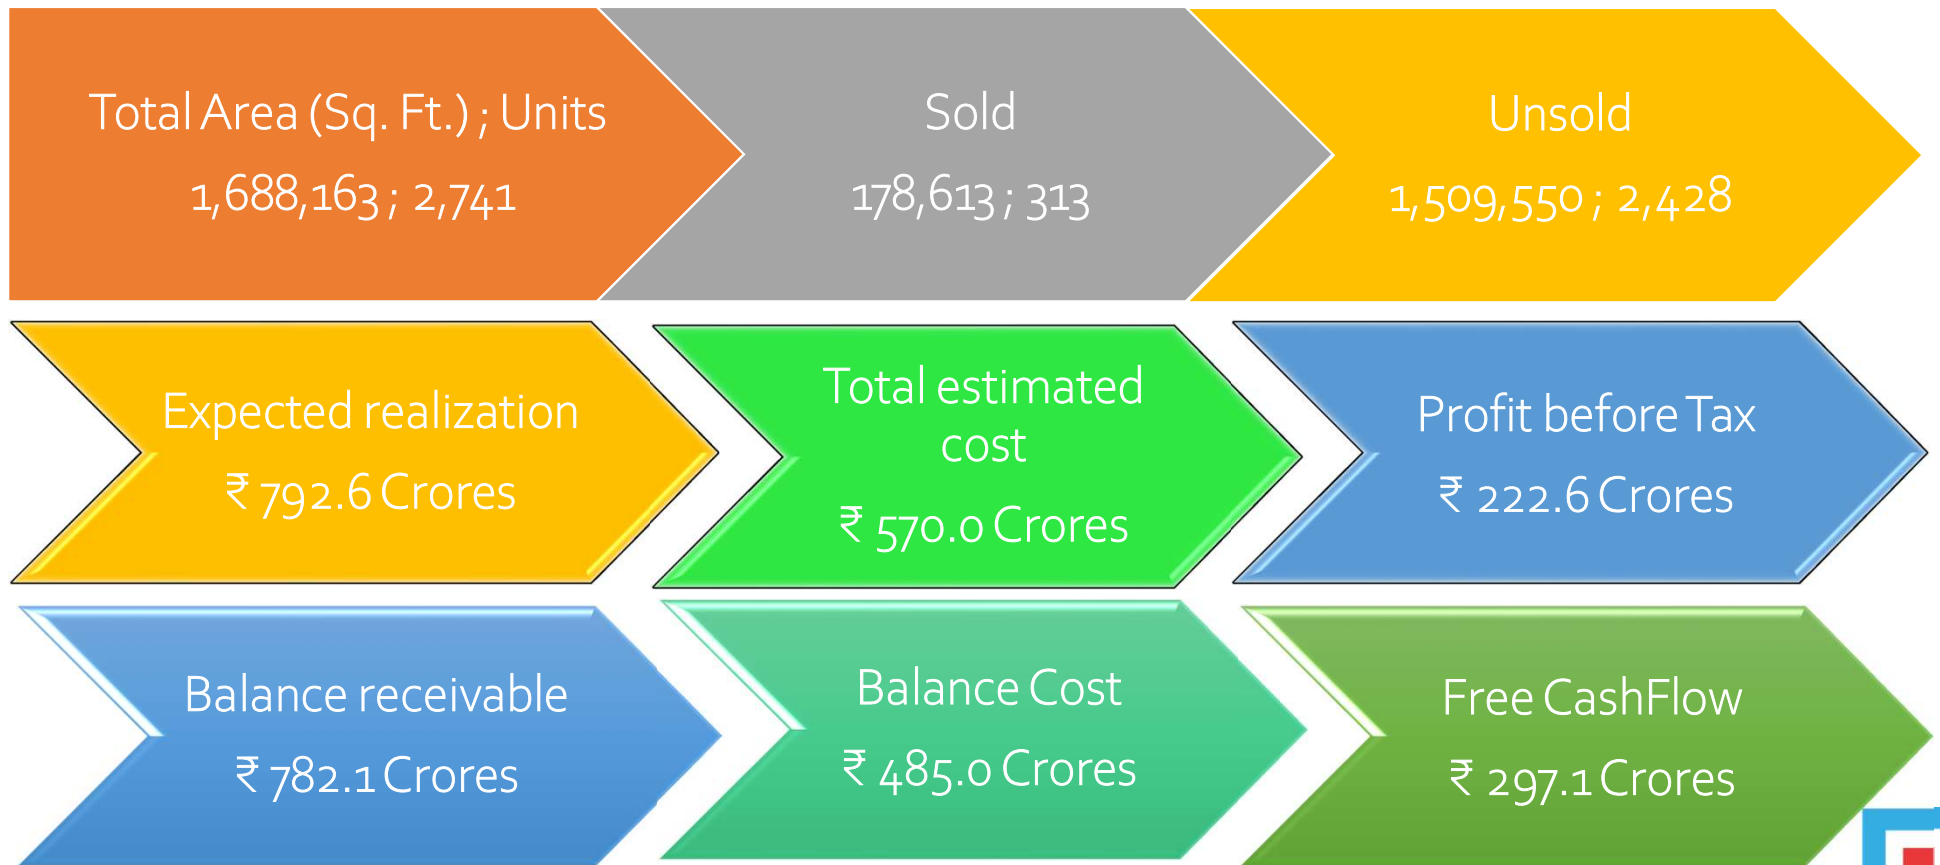 Total Area (Sq. Ft.) ; Units
1,688,163 ; 2,741
Sold
178,613 ; 313
Unsold
1,509,550 ; 2,428
Expected realization
₹ 792.6 Crores
Total estimated
cost
₹ 570.0 Crores
Profit before Tax
₹ 222.6 Crores
Balance receivable
₹ 782.1 Crores
Balance Cost
₹ 485.0 Crores
Free CashFlow
₹ 297.1 Crores